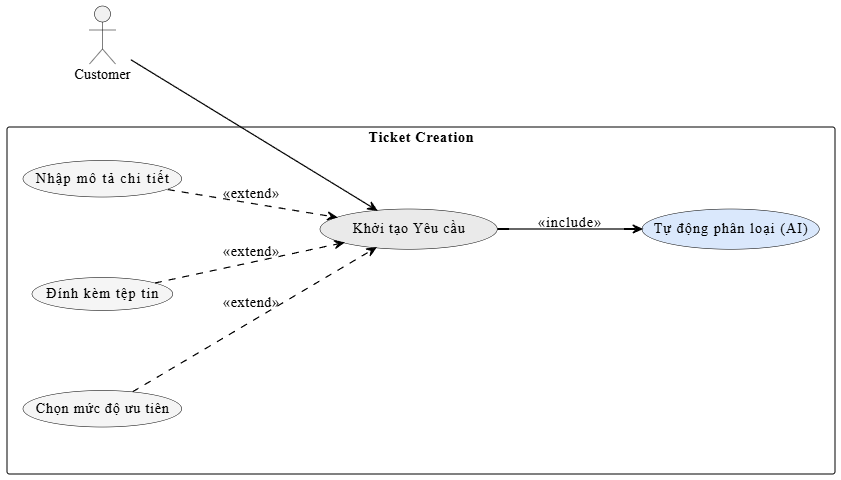 Customer
Ticket Creation
Nhập mô tả chi tiết
«extend»
Khởi tạo Yêu cầu
«include»
Tự động phân loại (AI)
«extend»
Đính kèm tệp tin
«extend»
Chọn mức độ ưu tiên